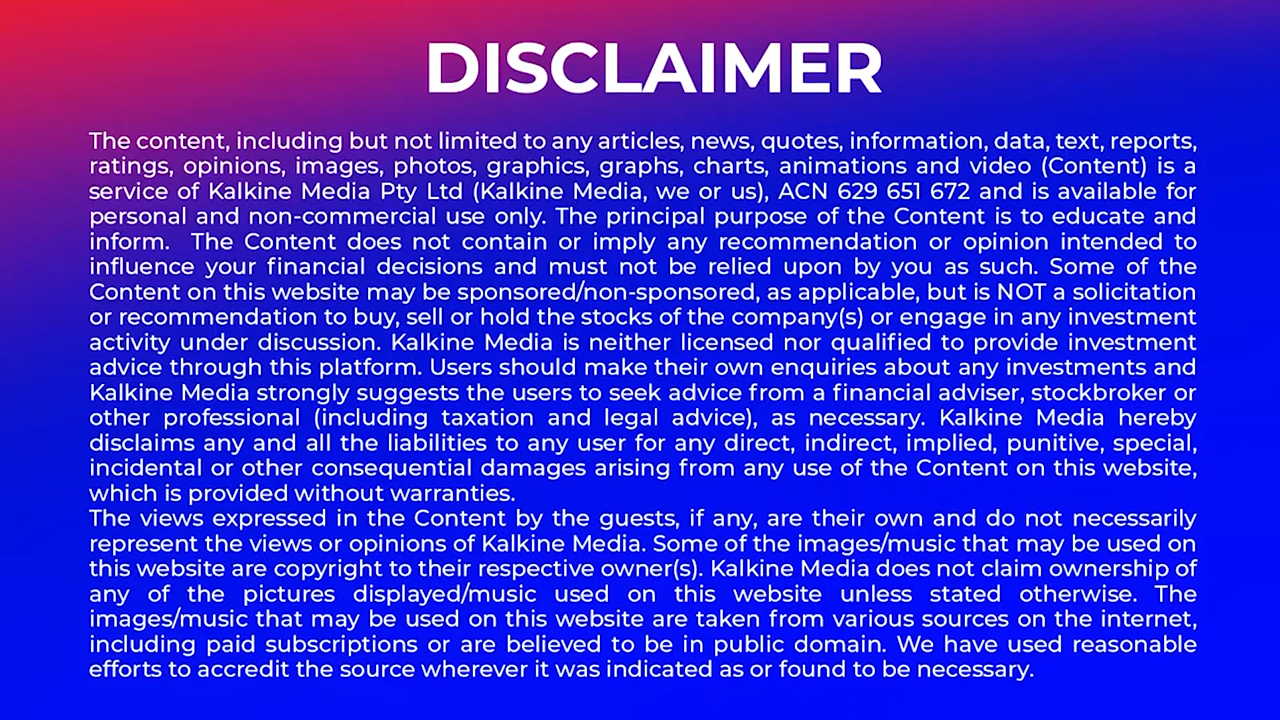 DISCLAIMER
The content, including but not limited to any articles, news, quotes, information, data, text, reports,
ratings, opinions, images, photos, graphics, graphs, charts, animations and video (Content) is a
service of Kalkine Media Pty Ltd (Kalkine Media, we or us), ACN 629 651 672 and is available for
personal and non-commercial use only. The principal purpose of the Content is to educate and
inform.  The Content does not contain or imply any recommendation or opinion intended to
influence your financial decisions and must not be relied upon by you as such. Some of the
Content on this website may be sponsored/non-sponsored, as applicable, but is NOT a solicitation
or recommendation to buy, sell or hold the stocks of the company(s) or engage in any investment
activity under discussion. Kalkine Media is neither licensed nor qualified to provide investment
advice through this platform. Users should make their own enquiries about any investments and
Kalkine Media strongly suggests the users to seek advice from a financial adviser, stockbroker or
other professional (including taxation and legal advice), as necessary. Kalkine Media hereby
disclaims any and all the liabilities to any user for any direct, indirect, implied, punitive, special,
incidental or other consequential damages arising from any use of the Content on this website,
which is provided without warranties.
The views expressed in the Content by the guests, if any, are their own and do not necessarily
represent the views or opinions of Kalkine Media. Some of the images/music that may be used on
this website are copyright to their respective owner(s). Kalkine Media does not claim ownership of
any of the pictures displayed/music used on this website unless stated otherwise. The
images/music that may be used on this website are taken from various sources on the internet,
including paid subscriptions or are believed to be in public domain. We have used reasonable
efforts to accredit the source wherever it was indicated as or found to be necessary.